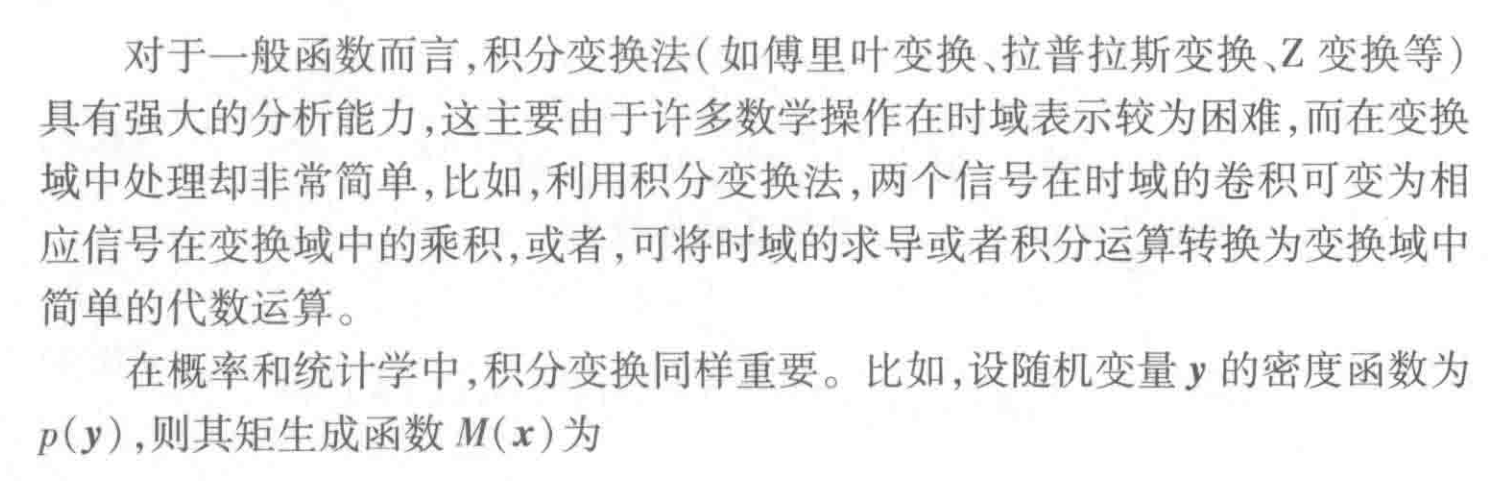 对于一般函数而言,积分变换法(如傅里叶变换、拉普拉斯变换、Z 变换等)
具有强大的分析能力,这主要由于许多数学操作在时域表示较为困难,而在变换
域中处理却非常简单,比如,利用积分变换法,两个信号在时域的卷积可变为相
应信号在变换域中的乘积,或者,可将时域的求导或者积分运算转换为变换域中
简单的代数运算。
在概率和统计学中,积分变换同样重要。比如,设随机变量 y 的密度函数为
p(y),则其矩生成函数 M(x)为